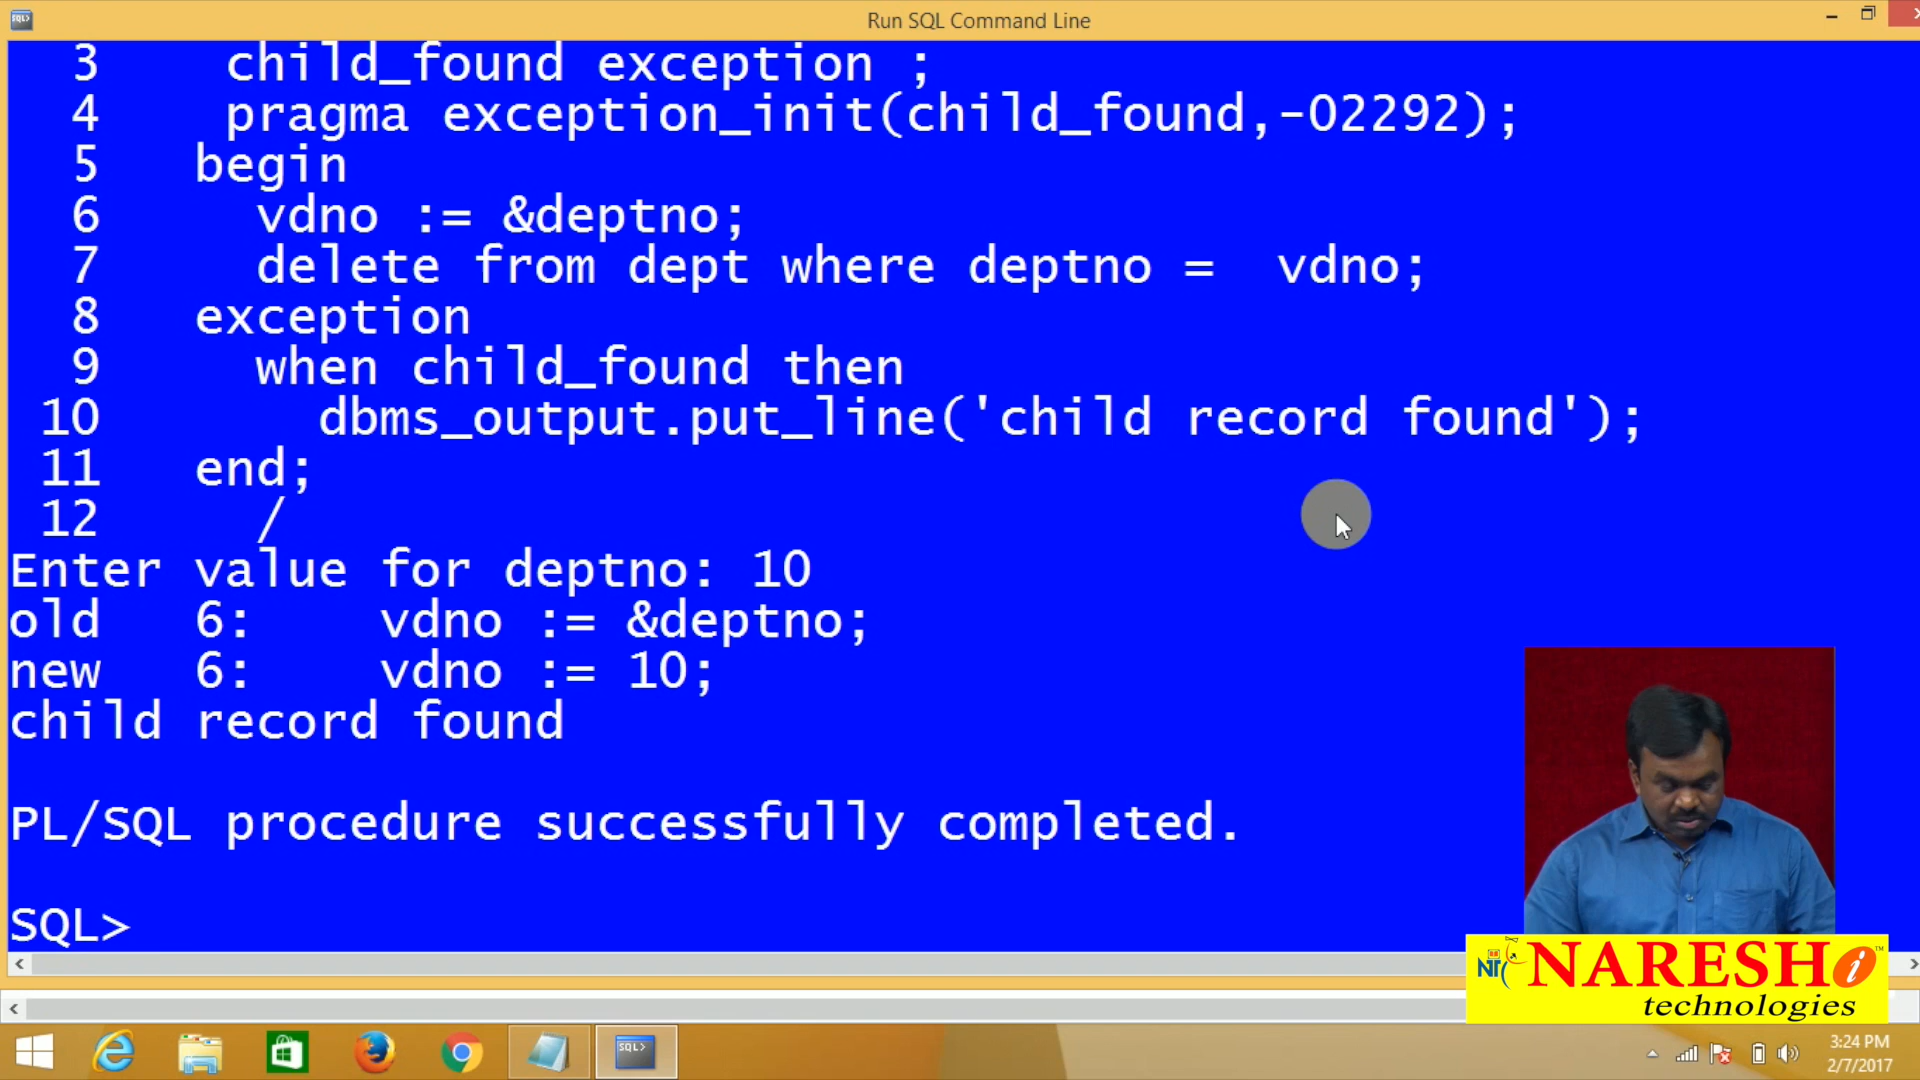 Run SQL Command Line
3 child_found exception ;
4 pragma exception_init(child_found,-02292);
5 begin
6 vdno := &deptno;
7 delete from dept where deptno = vdno;
8 exception
9 when child_found then
10 dbms_output.put_line('child record found');
11 end;
12 /
Enter value for deptno: 10
old 6: vdno := &deptno;
new 6: vdno := 10;
child record found
PL/SQL procedure successfully completed.
SQL>
NARESH i
technologies
3:24 PM
2/7/2017